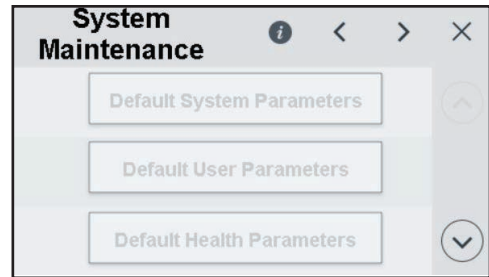 System
Maintenance
Default System Parameters
Default User Parameters
Default Health Parameters